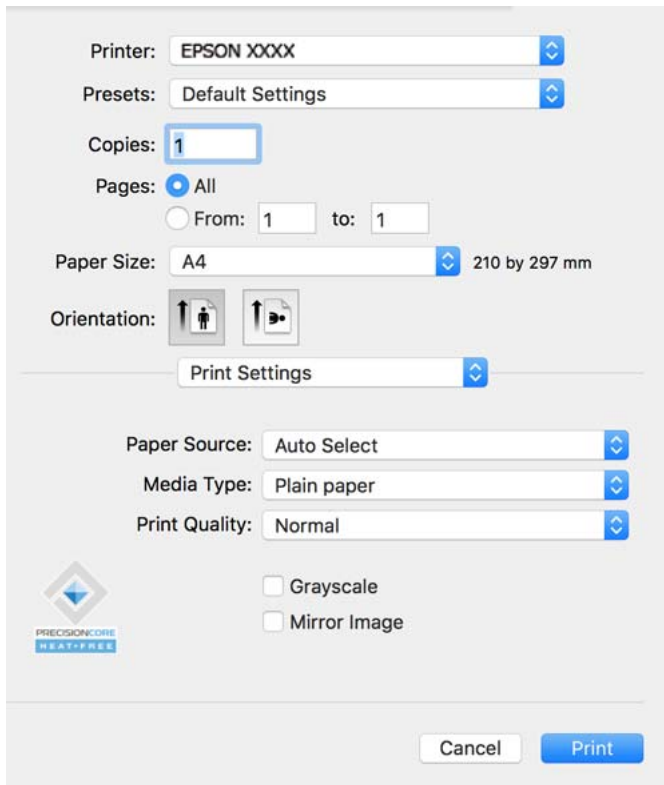 Printer: EPSON XXXX
Presets: Default Settings
Copies: 1
Pages: All
From: 1 to: 1
Paper Size: A4 210 by 297 mm
Orientation:
Print Settings
Paper Source: Auto Select
Media Type: Plain paper
Print Quality: Normal
Grayscale
Mirror Image
PRECISIONCORE
HEAT-FREE
Cancel Print